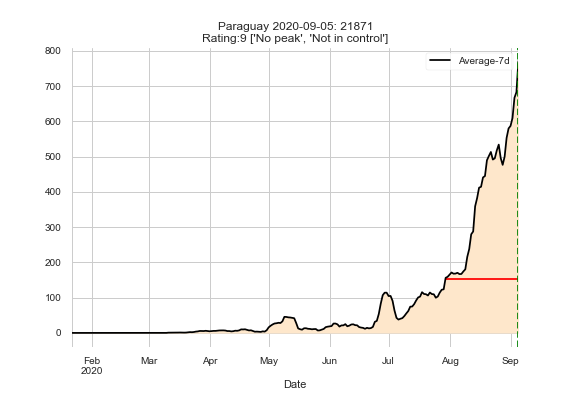 Paraguay 2020-09-05: 21871
Rating:9 ['No peak', 'Not in control']
800
Average-7d
700
600
500
400
300
200
100
0
Feb Mar Apr May Jun Jul Aug Sep
2020
Date